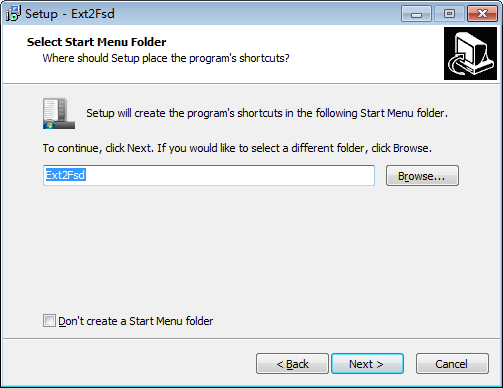 Setup - Ext2Fsd
Select Start Menu Folder
Where should Setup place the program's shortcuts?
Setup will create the program's shortcuts in the following Start Menu folder.
To continue, click Next. If you would like to select a different folder, click Browse.
Ext2Fsd
Browse...
Don't create a Start Menu folder
< Back
Next >
Cancel